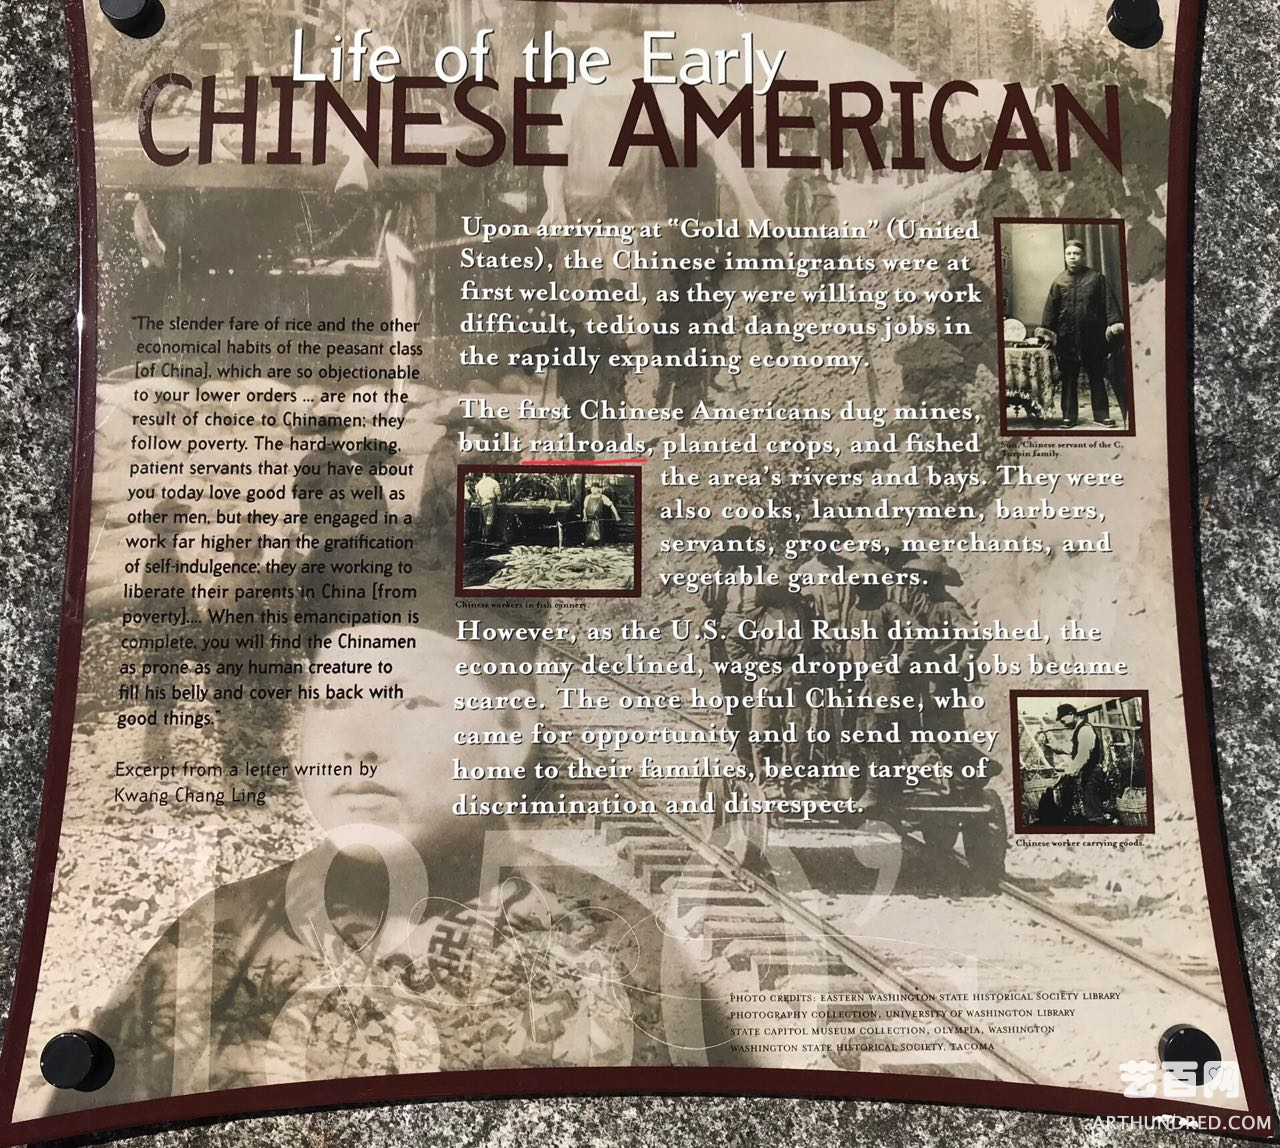 Life of the Early
CHINESE AMERICAN
"The slender fare of rice and the other
economical habits of the peasant class
[of China], which are so objectionable
to your lower orders ... are not the
result of choice to Chinamen; they
follow poverty. The hard-working,
patient servants that you have about
you today love good fare as well as
other men, but they are engaged in a
work far higher than the gratification
of self-indulgence; they are working to
liberate their parents in China [from
poverty].... When this emancipation is
complete, you will find the Chinamen
as prone as any human creature to
fill his belly and cover his back with
good things."
Excerpt from a letter written by
Kwang Chang Ling
Upon arriving at "Gold Mountain" (United
States), the Chinese immigrants were at
first welcomed, as they were willing to work
difficult, tedious and dangerous jobs in
the rapidly expanding economy.
The first Chinese Americans dug mines,
built railroads, planted crops, and fished
the area's rivers and bays. They were
also cooks, laundrymen, barbers,
servants, grocers, merchants, and
vegetable gardeners.
However, as the U.S. Gold Rush diminished, the
economy declined, wages dropped and jobs became
scarce. The once hopeful Chinese, who
came for opportunity and to send money
home to their families, became targets of
discrimination and disrespect.
Sun, Chinese servant of the C.
Turpin family.
Chinese workers in fish cannery.
Chinese worker carrying goods.
PHOTO CREDITS: EASTERN WASHINGTON STATE HISTORICAL SOCIETY LIBRARY
PHOTOGRAPHY COLLECTION, UNIVERSITY OF WASHINGTON LIBRARY
STATE CAPITOL MUSEUM COLLECTION, OLYMPIA, WASHINGTON
WASHINGTON STATE HISTORICAL SOCIETY, TACOMA
艺百网
ARTHUNDRED.COM